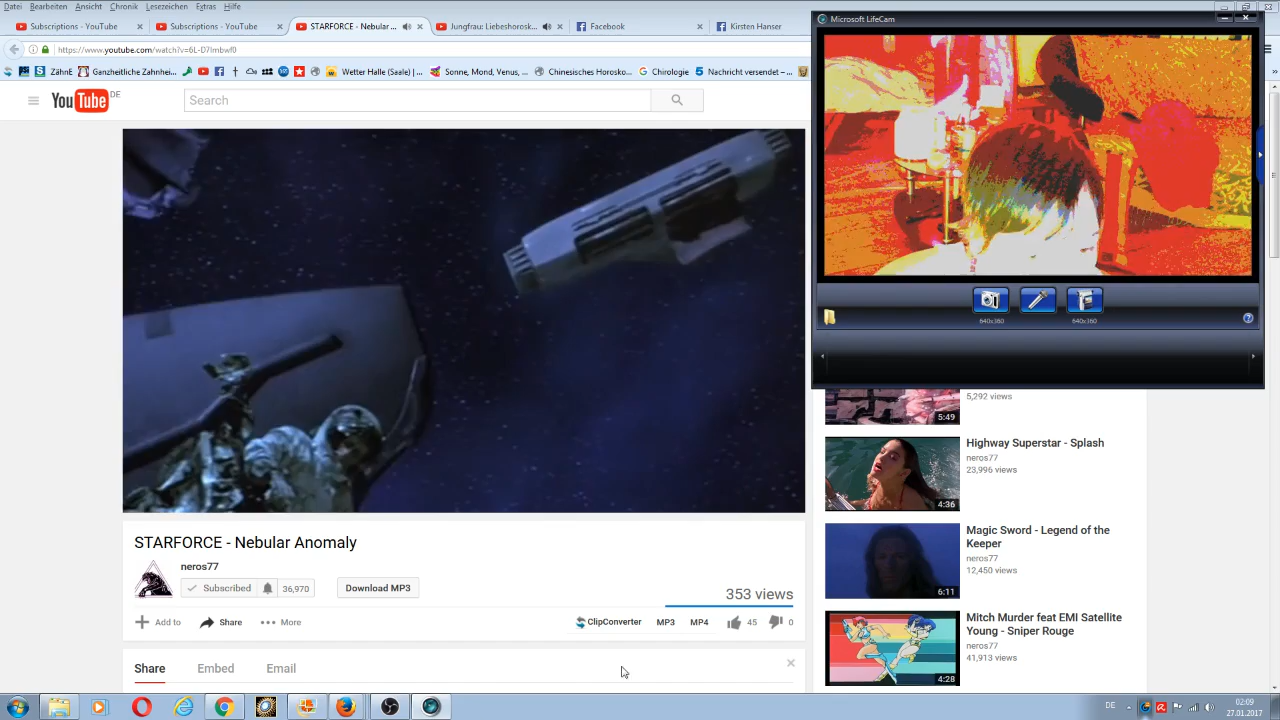 Datei Bearbeiten Ansicht Chronik Lesezeichen Extras Hilfe
Subscriptions - YouTube
Subscriptions - YouTube
STARFORCE - Nebular
Jungfrau Liebeshoroskop
Facebook
Kirsten Hanser
https://www.youtube.com/watch?v=6L-D7Imbwf0
Zähne
Ganzheitliche Zahnhei...
Wetter Halle (Saale) | ...
Sonne, Mond, Venus, ...
Chinesisches Horosko...
Chirologie
Nachricht versenden - ...
YouTube DE
Search
Microsoft LifeCam
640x360
640x360
5,292 views
5:49
Highway Superstar - Splash
neros77
23,996 views
4:36
Magic Sword - Legend of the
Keeper
neros77
12,450 views
6:11
Mitch Murder feat EMI Satellite
Young - Sniper Rouge
neros77
41,913 views
4:28
STARFORCE - Nebular Anomaly
neros77
Subscribed 36,970
Download MP3
353 views
Add to Share More
ClipConverter MP3 MP4 45 0
Share Embed Email
DE
02:09
27.01.2017